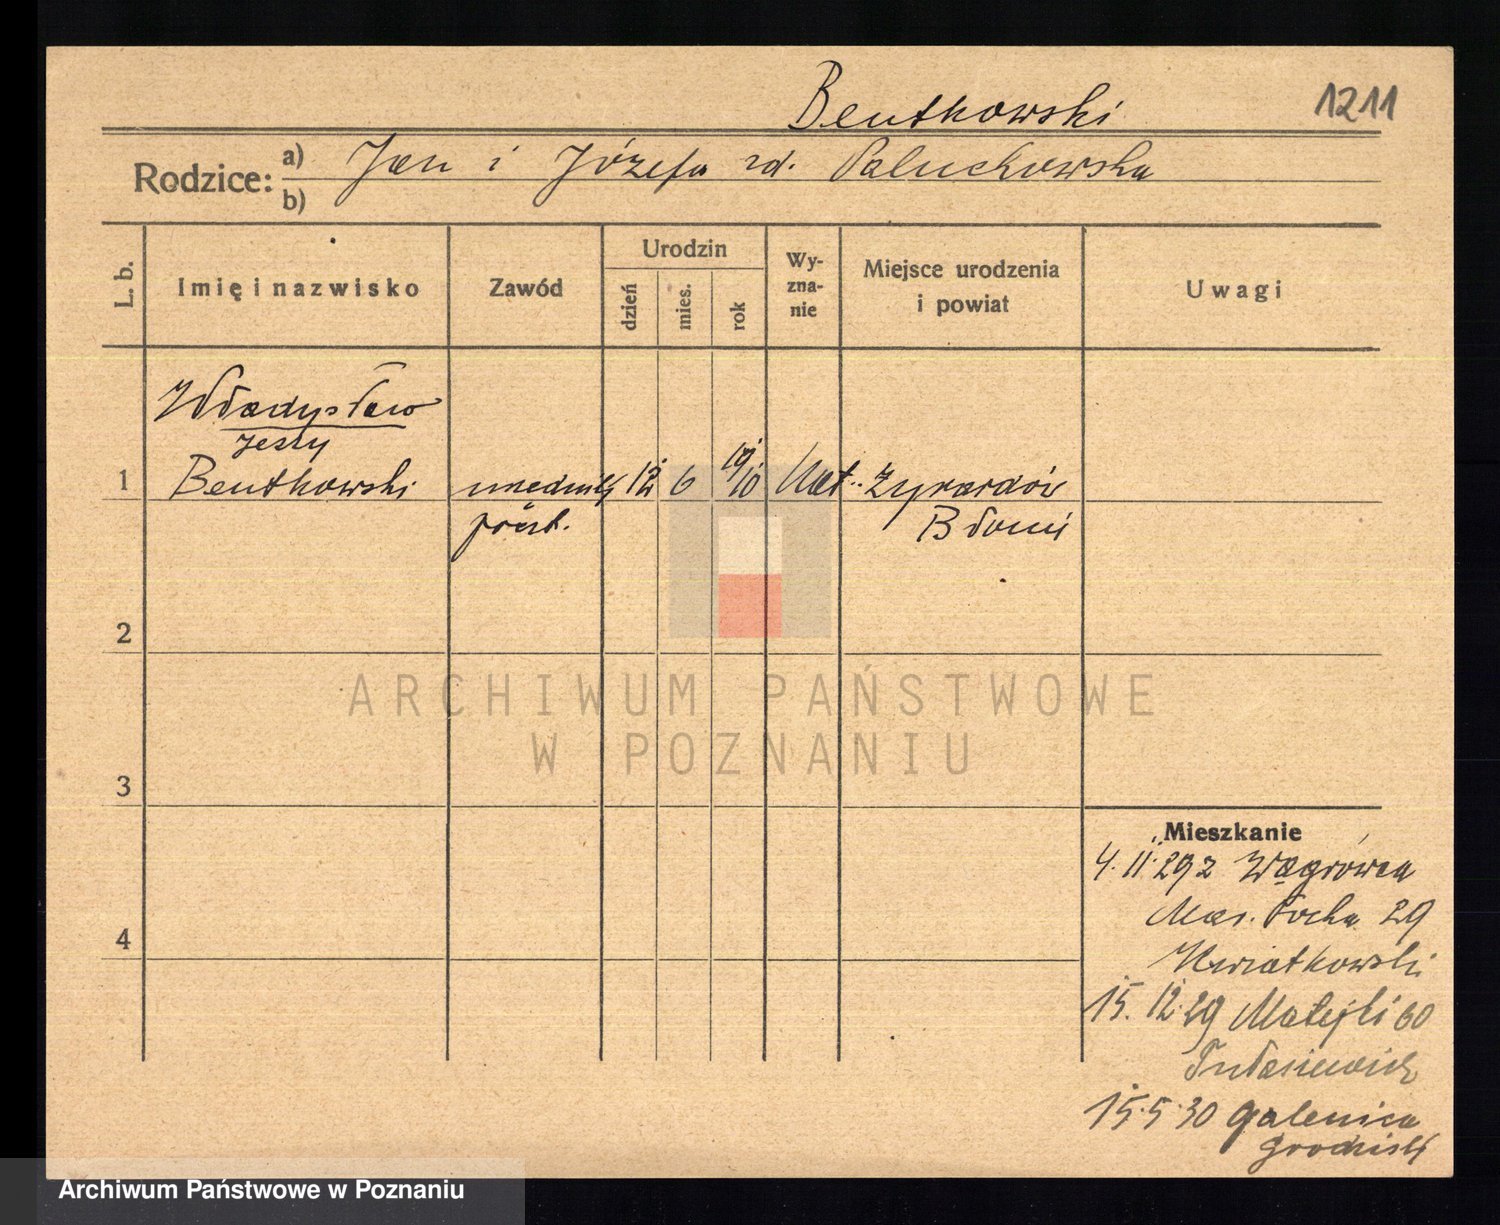 Bentkowski 1211
Rodzice: a) Jan i Józefa zd. Paluchowska
b)
L. b.
Imię i nazwisko
Zawód
Urodzin
dzień
mies.
rok
Wy-
zna-
nie
Miejsce urodzenia
i powiat
Uwagi
Władysław
Jerzy
1 Bentkowski urzędnik 12 6 19/10 kat. Żyrardów
Błonie
2
3
4
ARCHIWUM PAŃSTWOWE
W POZNANIU
Mieszkanie
4.11.29 z Wągrówca
Mar. Focha 29
Kwiatkowski
15.12.29 Matejki 60
15.5.30
Grodzisk
Archiwum Państwowe w Poznaniu